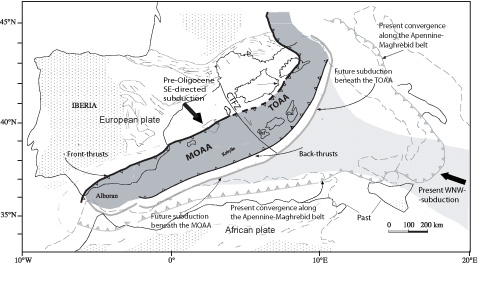 45°N
40°N
35°N
10°W
0°
10°E
20°E
Present convergence
along the Apennine-
Maghrebid belt
Future subduction
beneath the TOAA
Pre-Oligocene
SE-directed
subduction
IBERIA
European plate
TOAA
MOAA
Kabylie
Front-thrusts
Back-thrusts
Alboran
Future subduction
beneath the MOAA
Present convergence along
the Apennine-Maghrebid belt
African plate
Past
Present WNW-
subduction
0 100 200 km